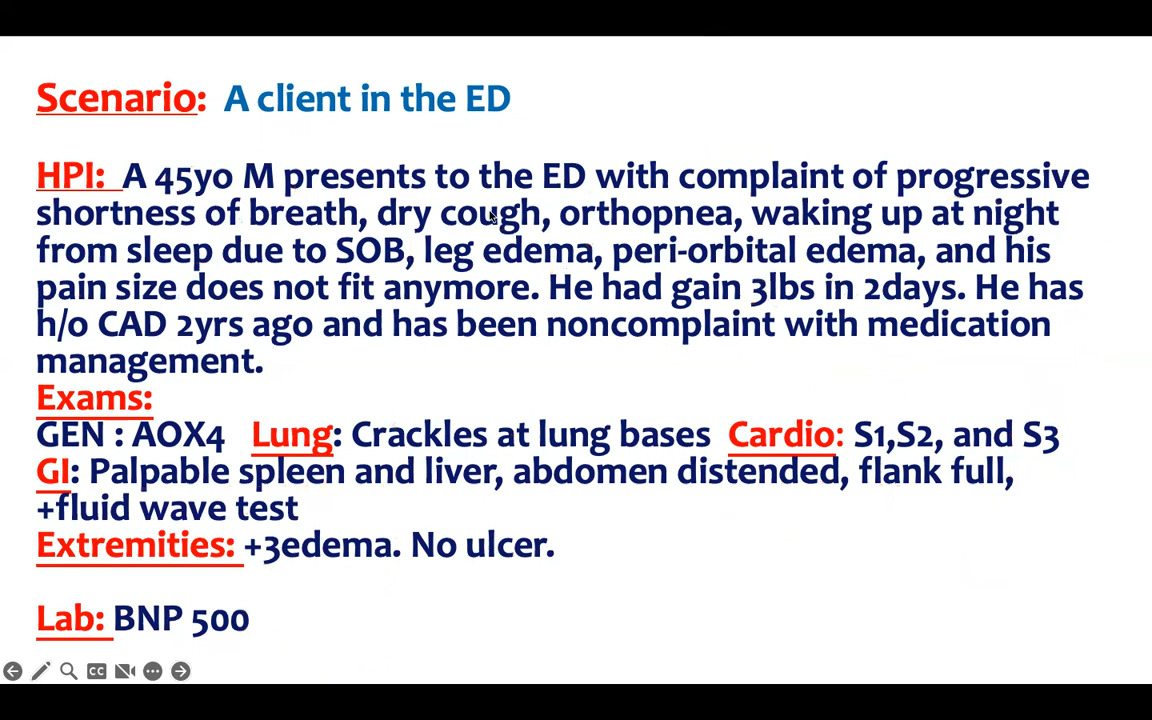 Scenario: A client in the ED
HPI: A 45yo M presents to the ED with complaint of progressive
shortness of breath, dry cough, orthopnea, waking up at night
from sleep due to SOB, leg edema, peri-orbital edema, and his
pain size does not fit anymore. He had gain 3lbs in 2days. He has
h/o CAD 2yrs ago and has been noncomplaint with medication
management.
Exams:
GEN : AOX4 Lung: Crackles at lung bases Cardio: S1,S2, and S3
GI: Palpable spleen and liver, abdomen distended, flank full,
+fluid wave test
Extremities: +3edema. No ulcer.
Lab: BNP 500
CC